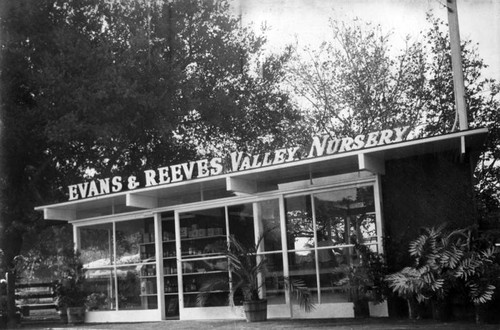 EVANS & REEVES VALLEY NURSERY